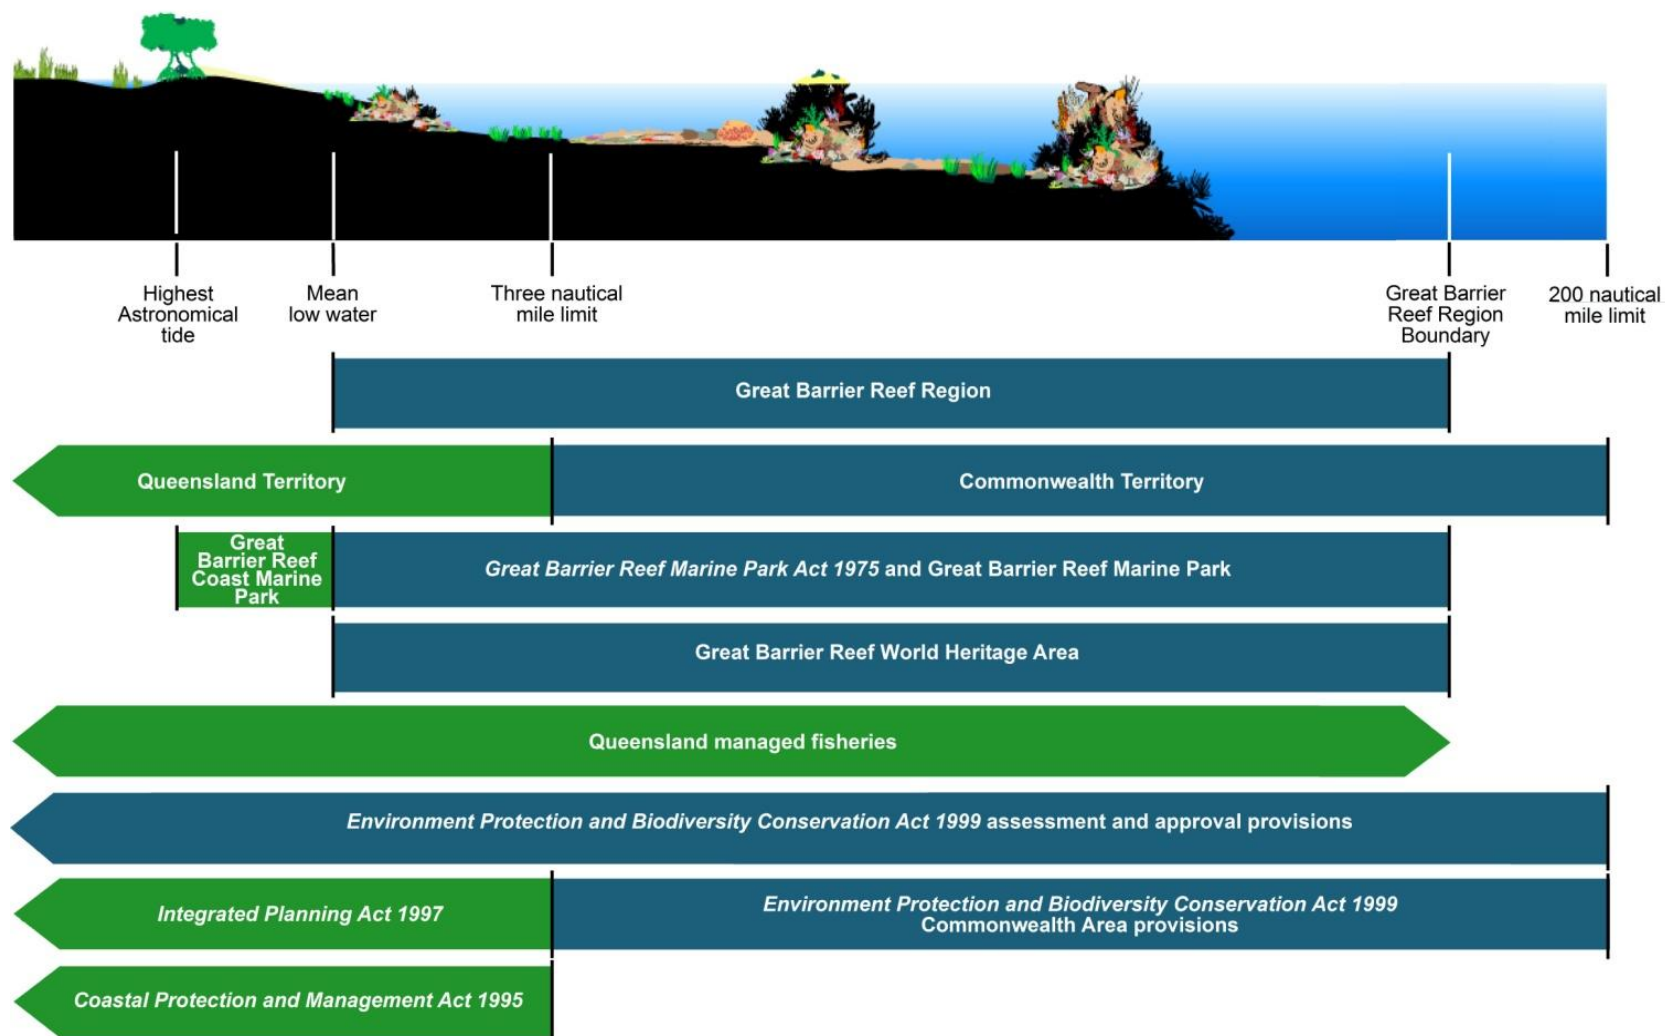 Highest
Astronomical
tide
Mean
low water
Three nautical
mile limit
Great Barrier
Reef Region
Boundary
200 nautical
mile limit
Great Barrier Reef Region
Queensland Territory
Commonwealth Territory
Great
Barrier Reef
Coast Marine
Park
Great Barrier Reef Marine Park Act 1975 and Great Barrier Reef Marine Park
Great Barrier Reef World Heritage Area
Queensland managed fisheries
Environment Protection and Biodiversity Conservation Act 1999 assessment and approval provisions
Integrated Planning Act 1997
Environment Protection and Biodiversity Conservation Act 1999
Commonwealth Area provisions
Coastal Protection and Management Act 1995